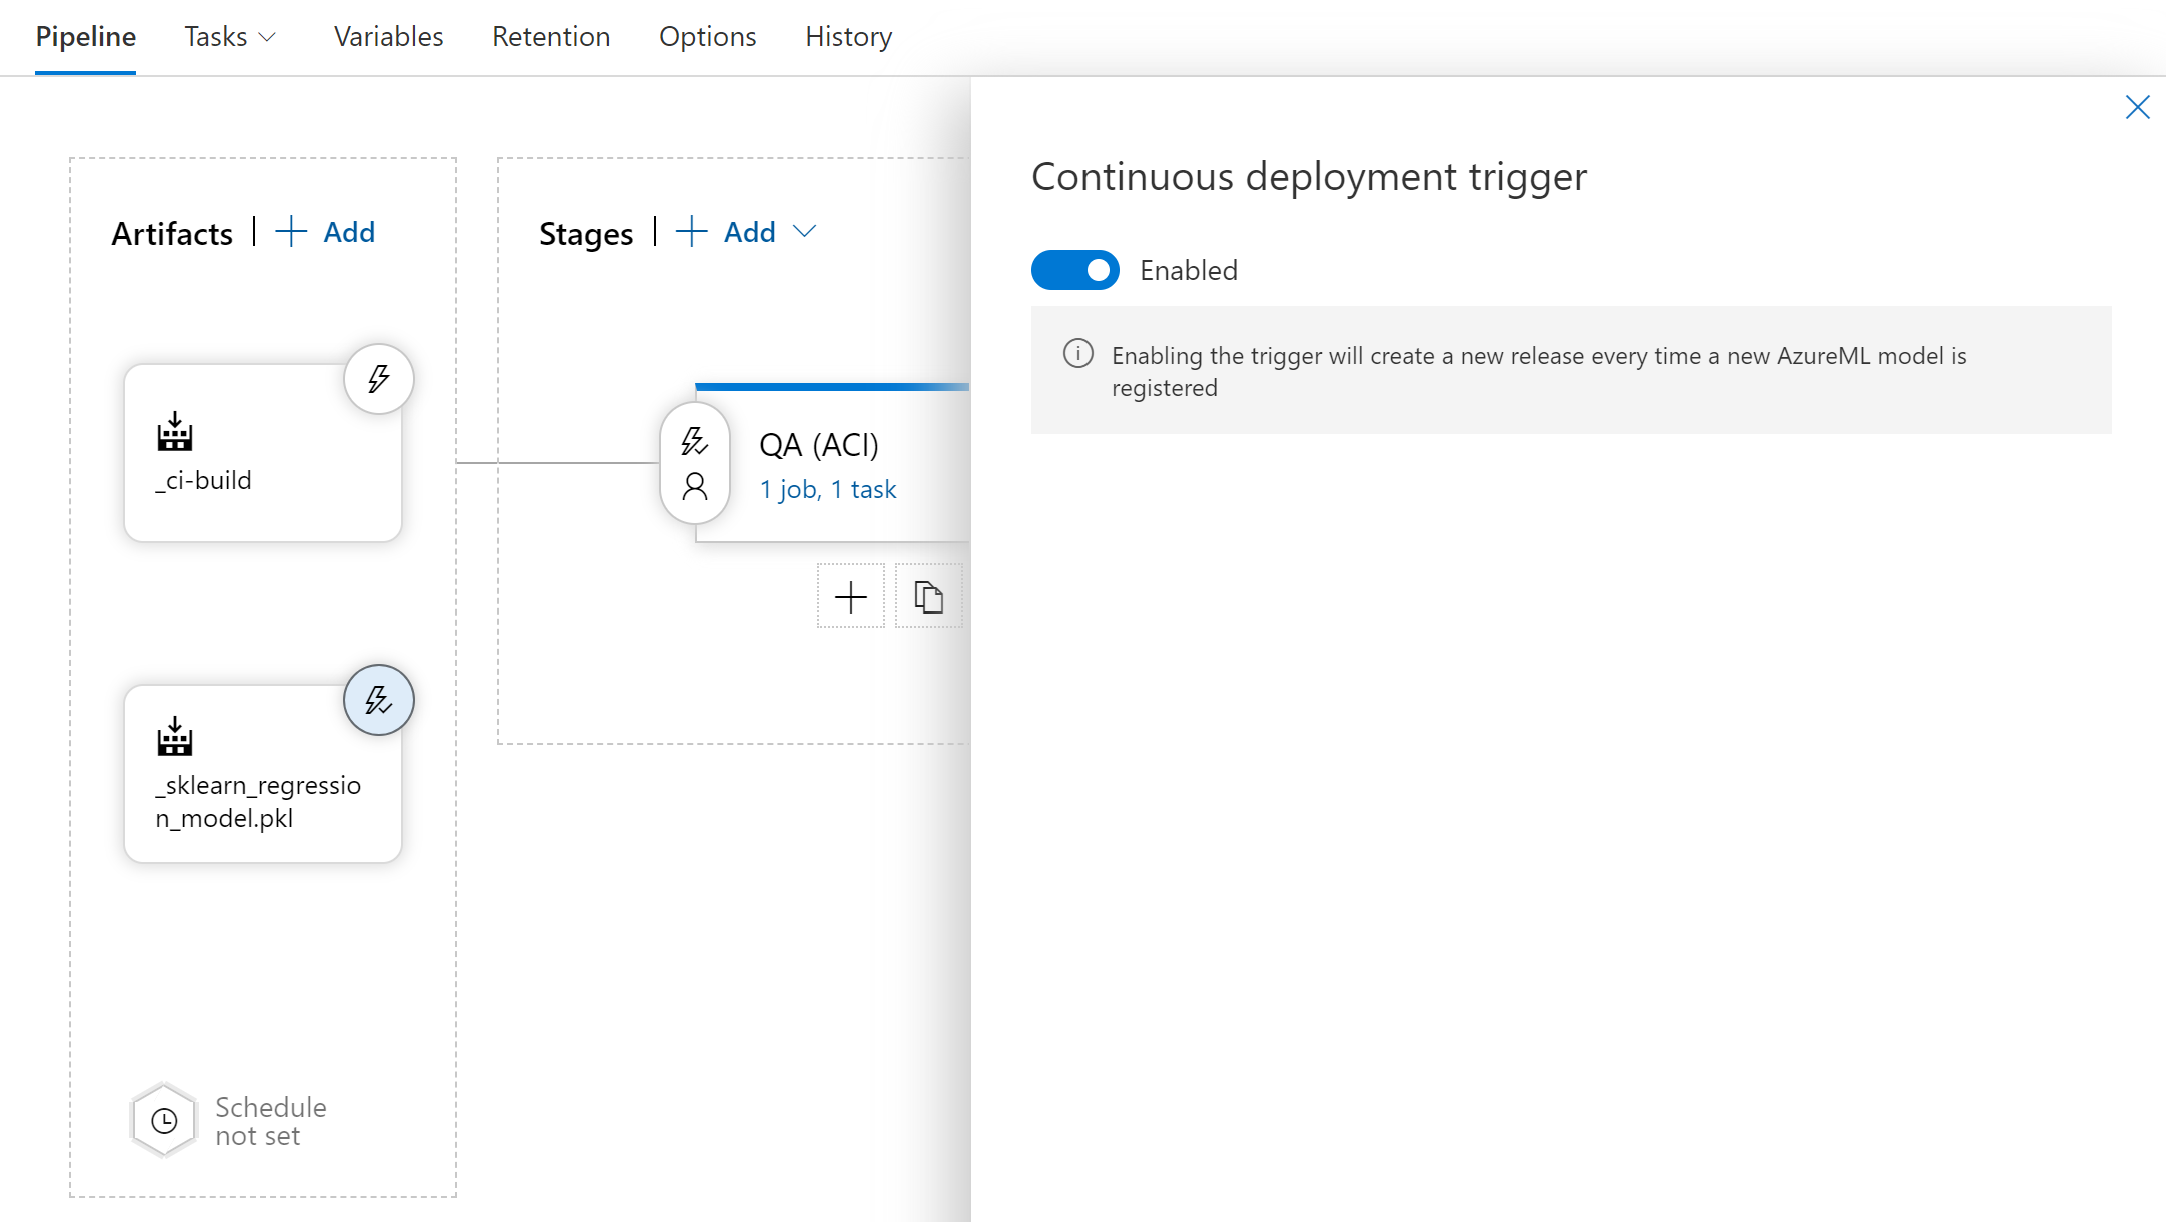 Pipeline Tasks Variables Retention Options History
Artifacts | + Add
_ci-build
_sklearn_regressio
n_model.pkl
Schedule
not set
Stages | + Add
QA (ACI)
1 job, 1 task
Continuous deployment trigger
Enabled
Enabling the trigger will create a new release every time a new AzureML model is
registered